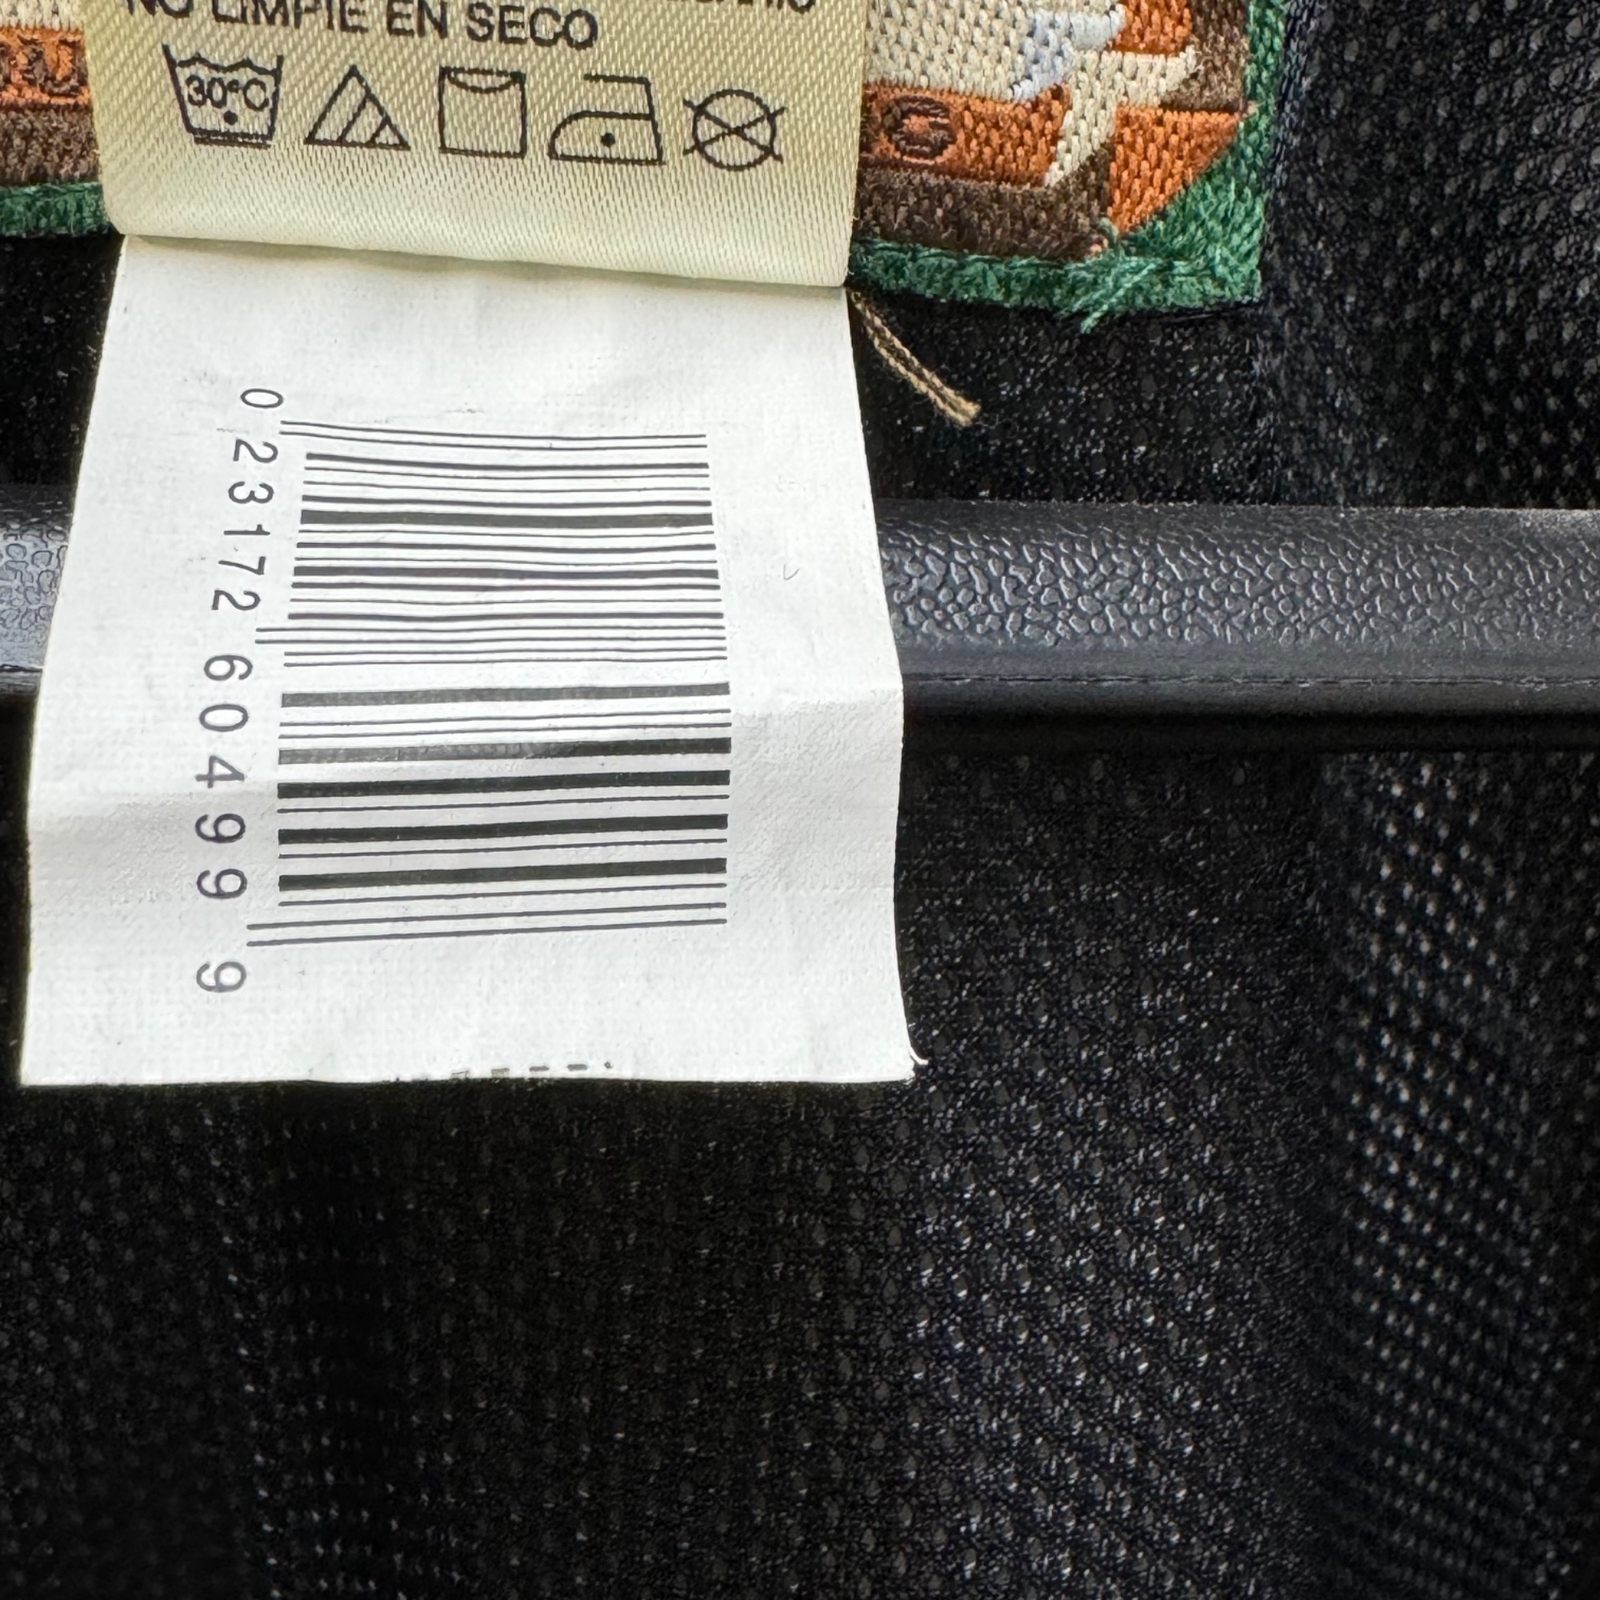 NO LIMPIE EN SECO
30°C
G
0 23172 60499 9